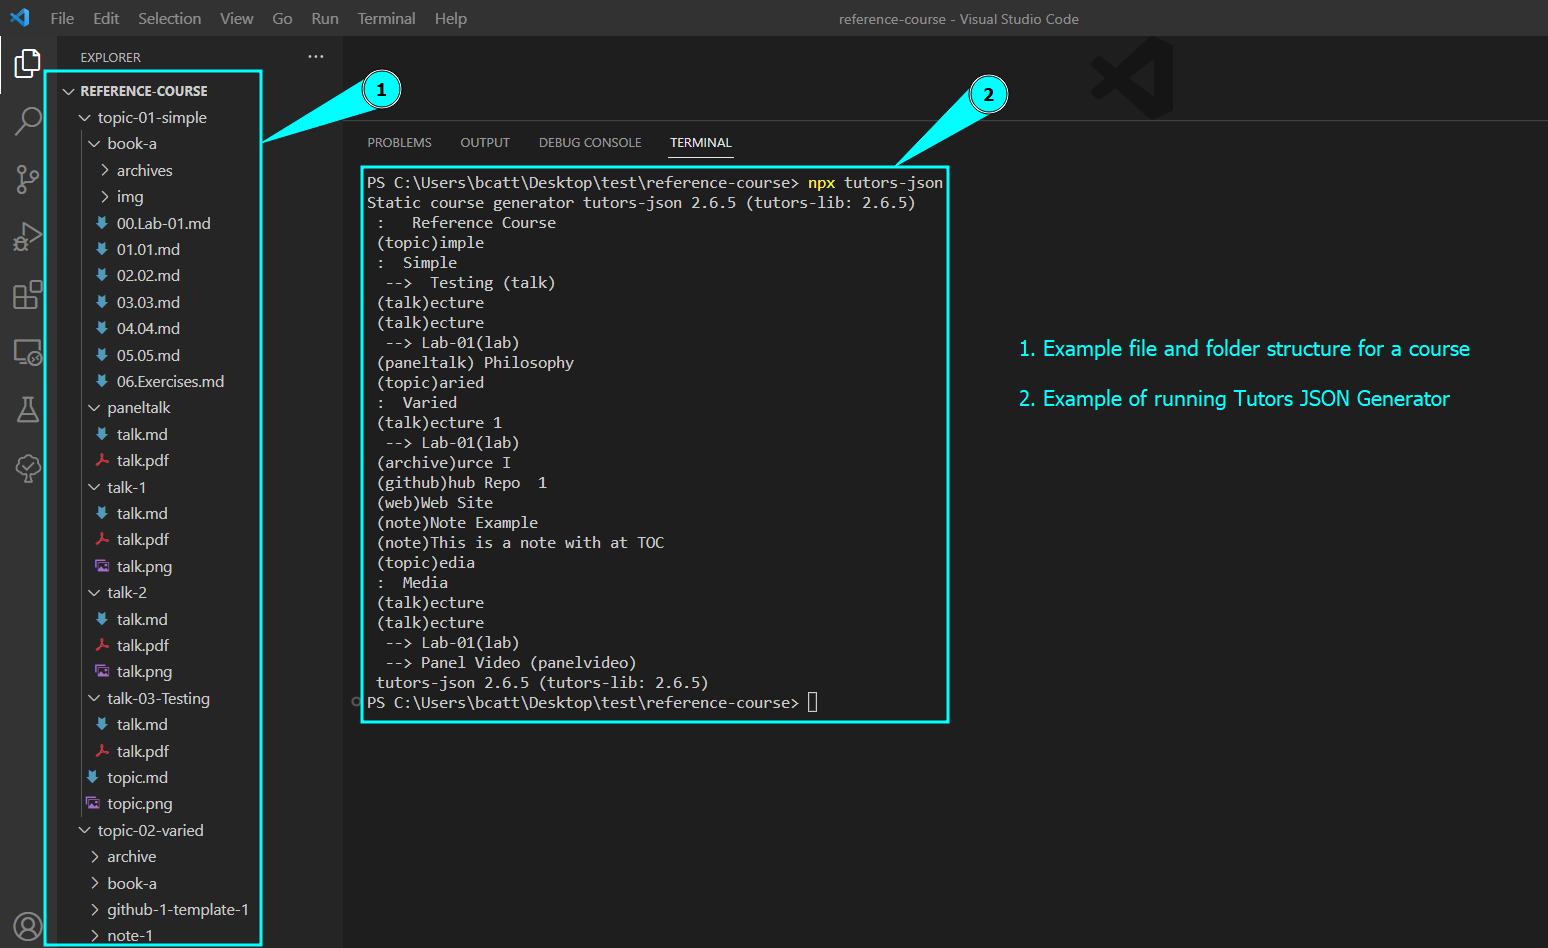 File Edit Selection View Go Run Terminal Help
reference-course - Visual Studio Code
EXPLORER
REFERENCE-COURSE
topic-01-simple
book-a
archives
img
00.Lab-01.md
01.01.md
02.02.md
03.03.md
04.04.md
05.05.md
06.Exercises.md
paneltalk
talk.md
talk.pdf
talk-1
talk.md
talk.pdf
talk.png
talk-2
talk.md
talk.pdf
talk.png
talk-03-Testing
talk.md
talk.pdf
topic.md
topic.png
topic-02-varied
archive
book-a
github-1-template-1
note-1
1
2
PROBLEMS OUTPUT DEBUG CONSOLE TERMINAL
PS C:\Users\bcatt\Desktop\test\reference-course> npx tutors-json
Static course generator tutors-json 2.6.5 (tutors-lib: 2.6.5)
:   Reference Course
(topic)imple
:  Simple
-->  Testing (talk)
(talk)ecture
(talk)ecture
--> Lab-01(lab)
(paneltalk) Philosophy
(topic)aried
:  Varied
(talk)ecture 1
--> Lab-01(lab)
(archive)urce I
(github)hub Repo  1
(web)Web Site
(note)Note Example
(note)This is a note with at TOC
(topic)edia
:  Media
(talk)ecture
(talk)ecture
--> Lab-01(lab)
--> Panel Video (panelvideo)
tutors-json 2.6.5 (tutors-lib: 2.6.5)
PS C:\Users\bcatt\Desktop\test\reference-course>
1. Example file and folder structure for a course
2. Example of running Tutors JSON Generator